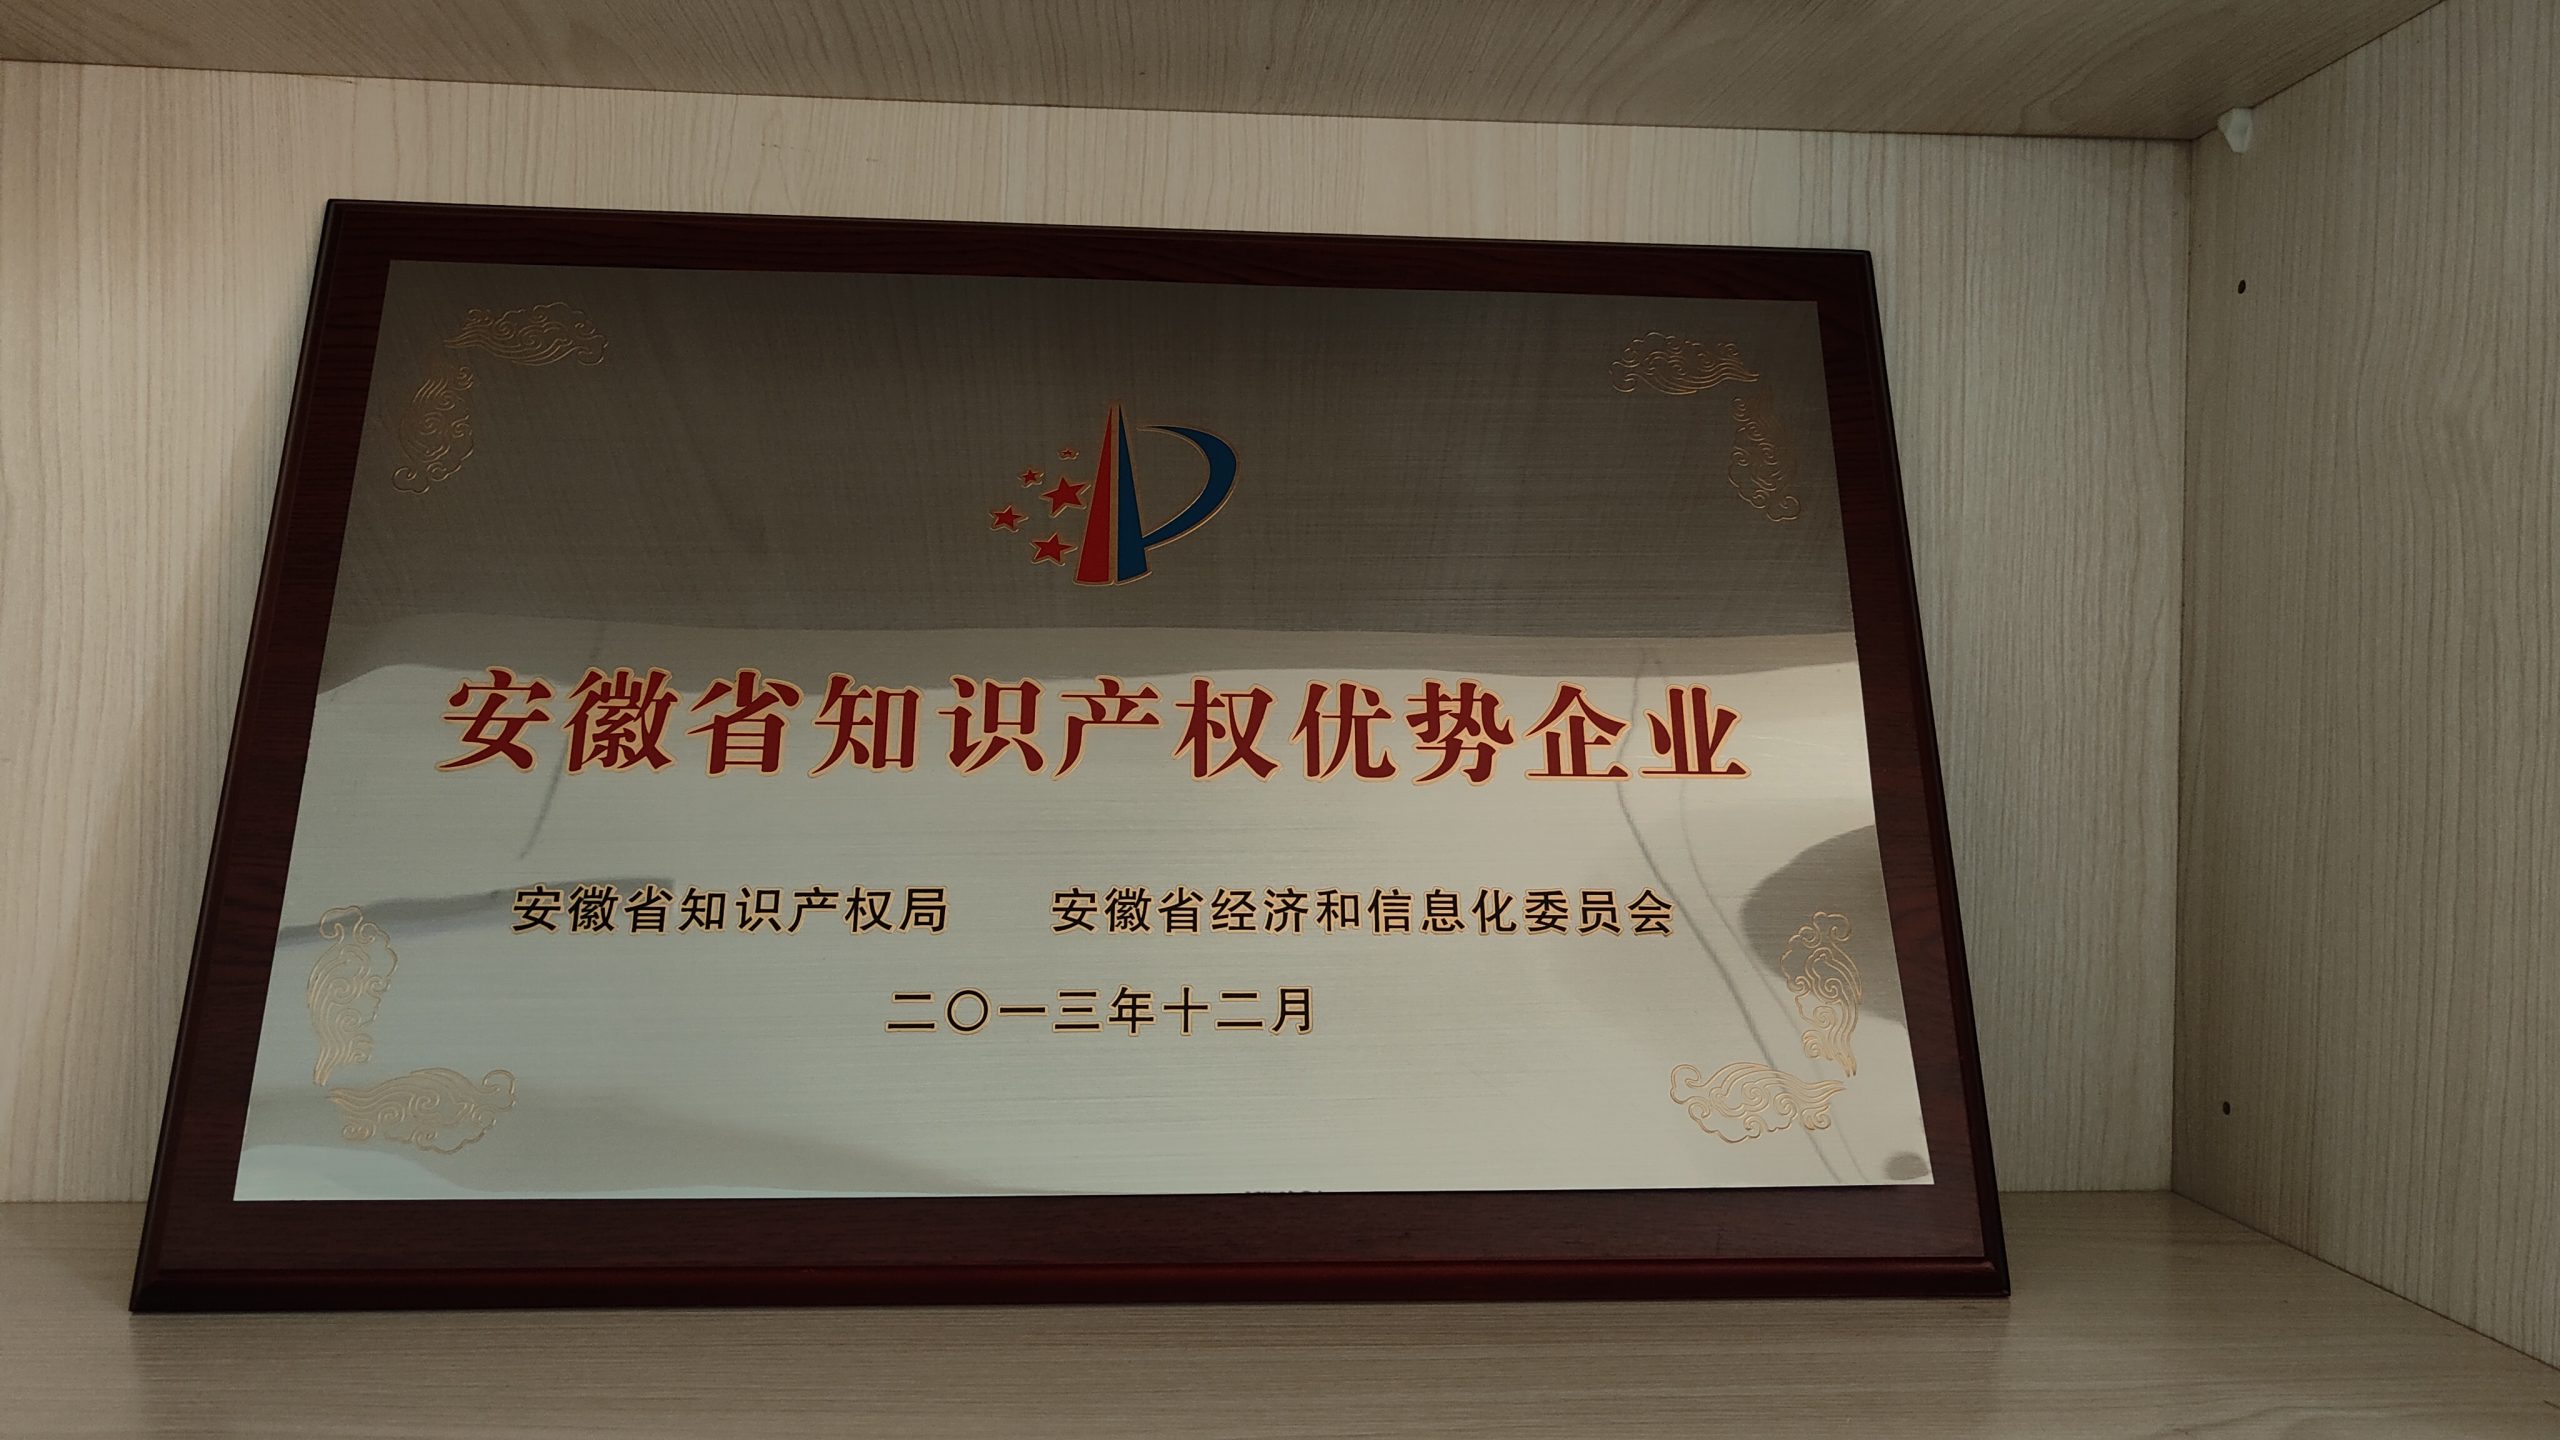 安徽省知识产权优势企业
安徽省知识产权局 安徽省经济和信息化委员会
二〇一三年十二月